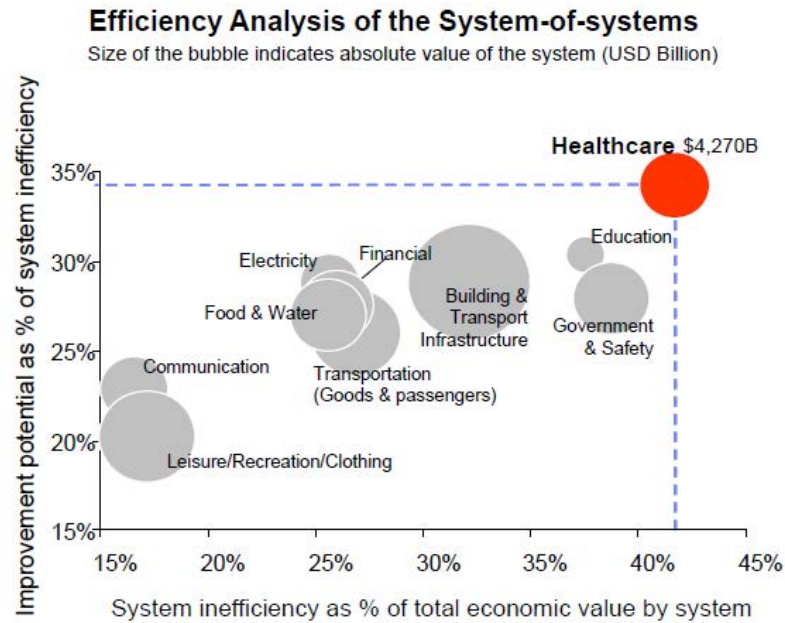 Efficiency Analysis of the System-of-systems
Size of the bubble indicates absolute value of the system (USD Billion)
Improvement potential as % of system inefficiency
Healthcare $4,270B
35%
30%
25%
20%
15%
Education
Electricity
Financial
Food & Water
Building &
Transport
Infrastructure
Government
& Safety
Communication
Transportation
(Goods & passengers)
Leisure/Recreation/Clothing
15%
20%
25%
30%
35%
40%
45%
System inefficiency as % of total economic value by system